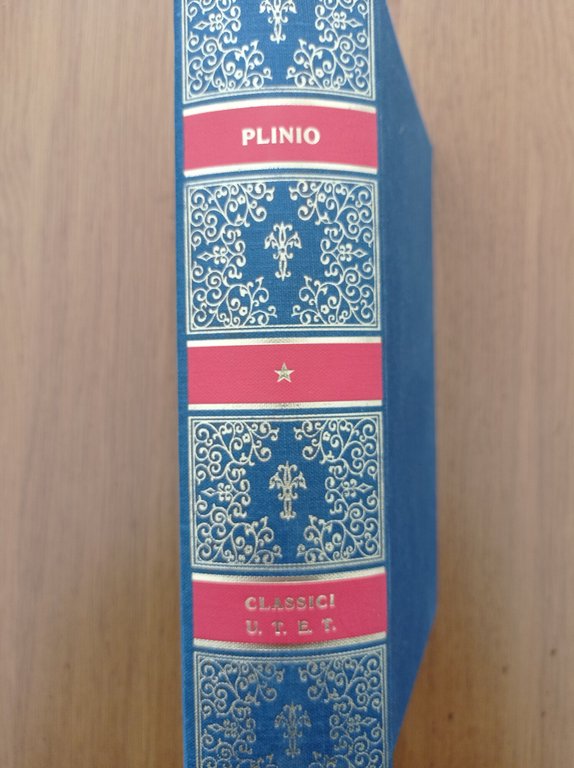 PLINIO
CLASSICI
U. T. E. T.